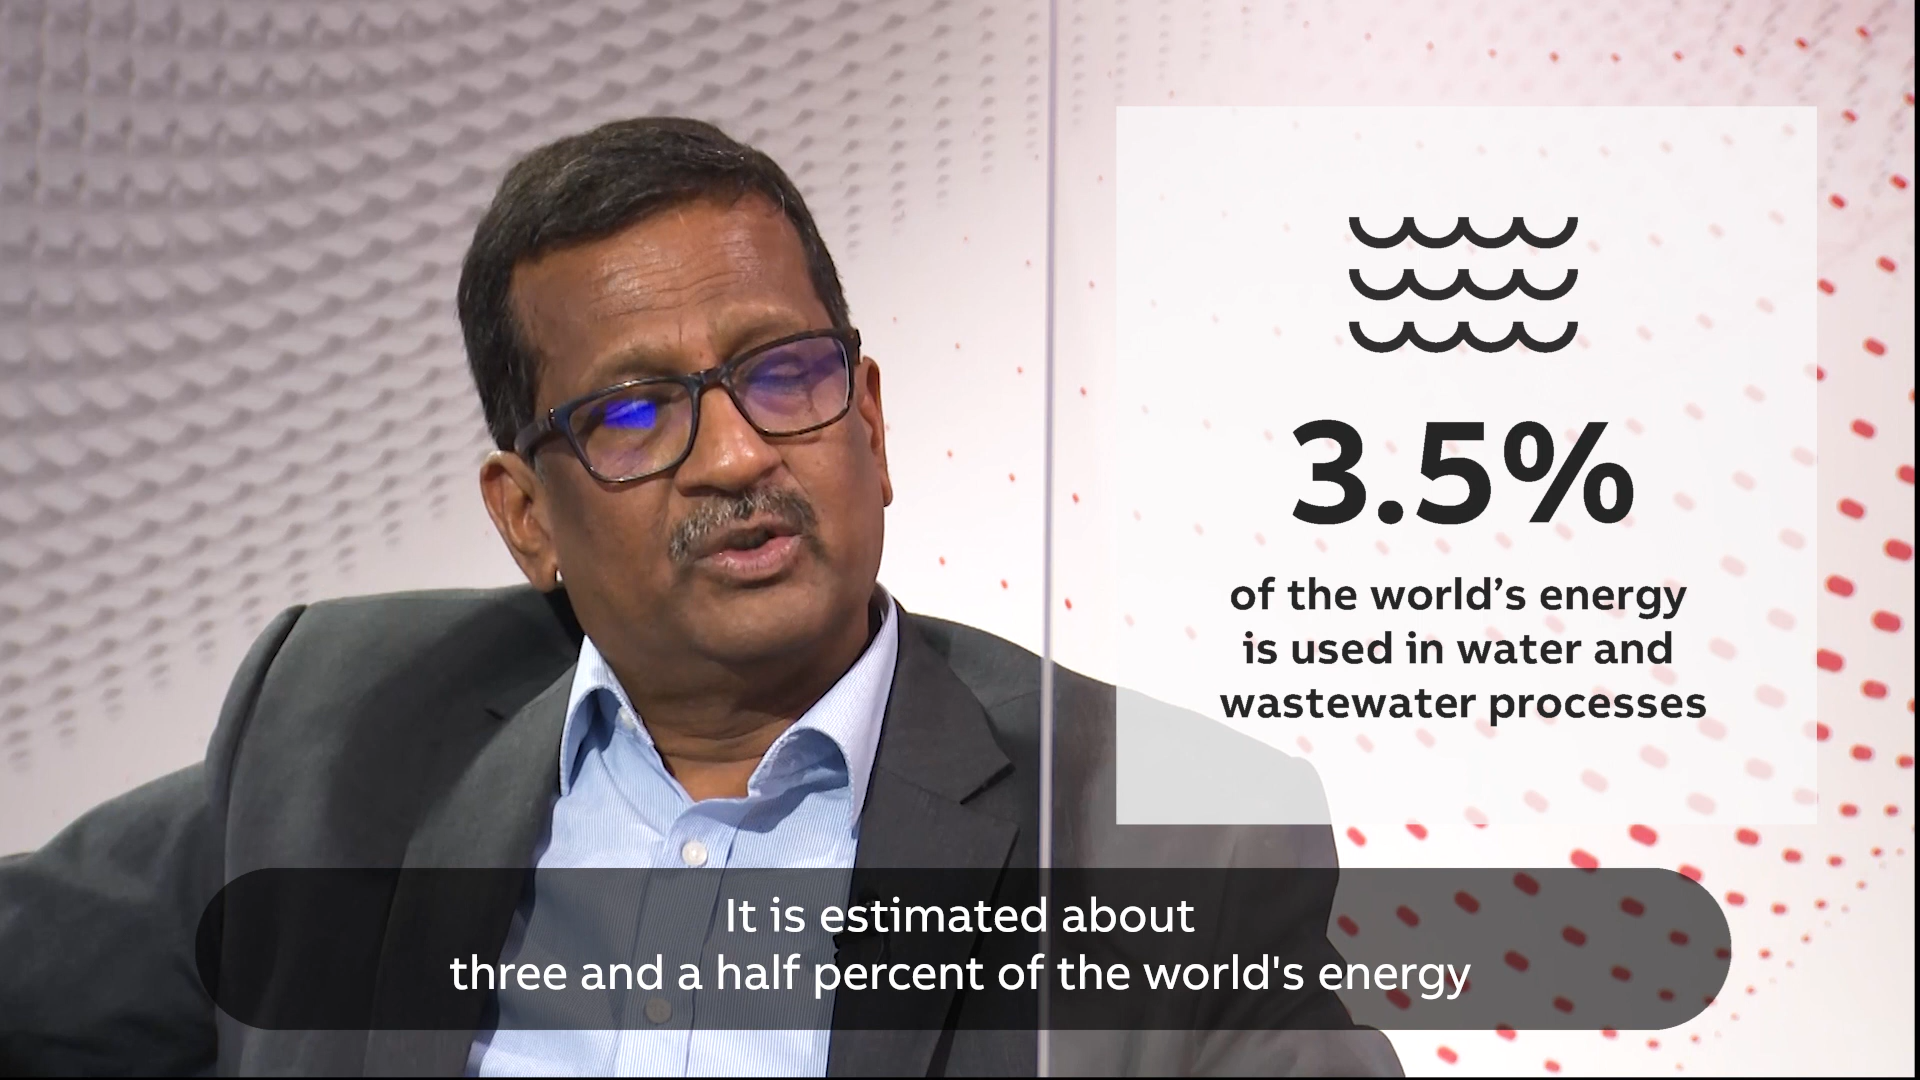 3.5%
of the world’s energy
is used in water and
wastewater processes
It is estimated about
three and a half percent of the world's energy